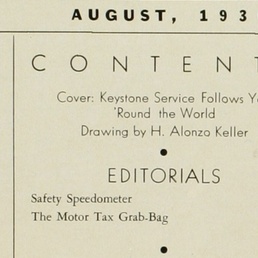 AUGUST, 193
CONTENT
Cover: Keystone Service Follows Y
'Round the World
Drawing by H. Alonzo Keller
EDITORIALS
Safety Speedometer
The Motor Tax Grab-Bag